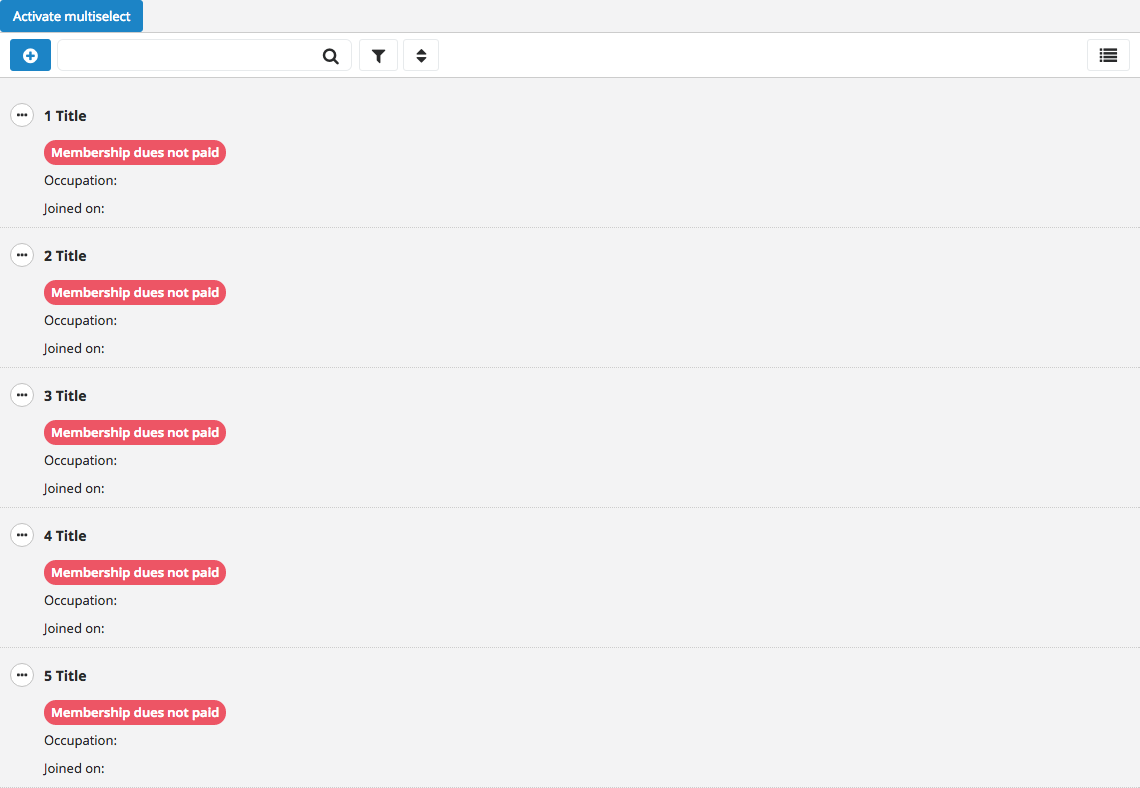 Activate multiselect
1 Title
Membership dues not paid
Occupation:
Joined on:
2 Title
Membership dues not paid
Occupation:
Joined on:
3 Title
Membership dues not paid
Occupation:
Joined on:
4 Title
Membership dues not paid
Occupation:
Joined on:
5 Title
Membership dues not paid
Occupation:
Joined on: